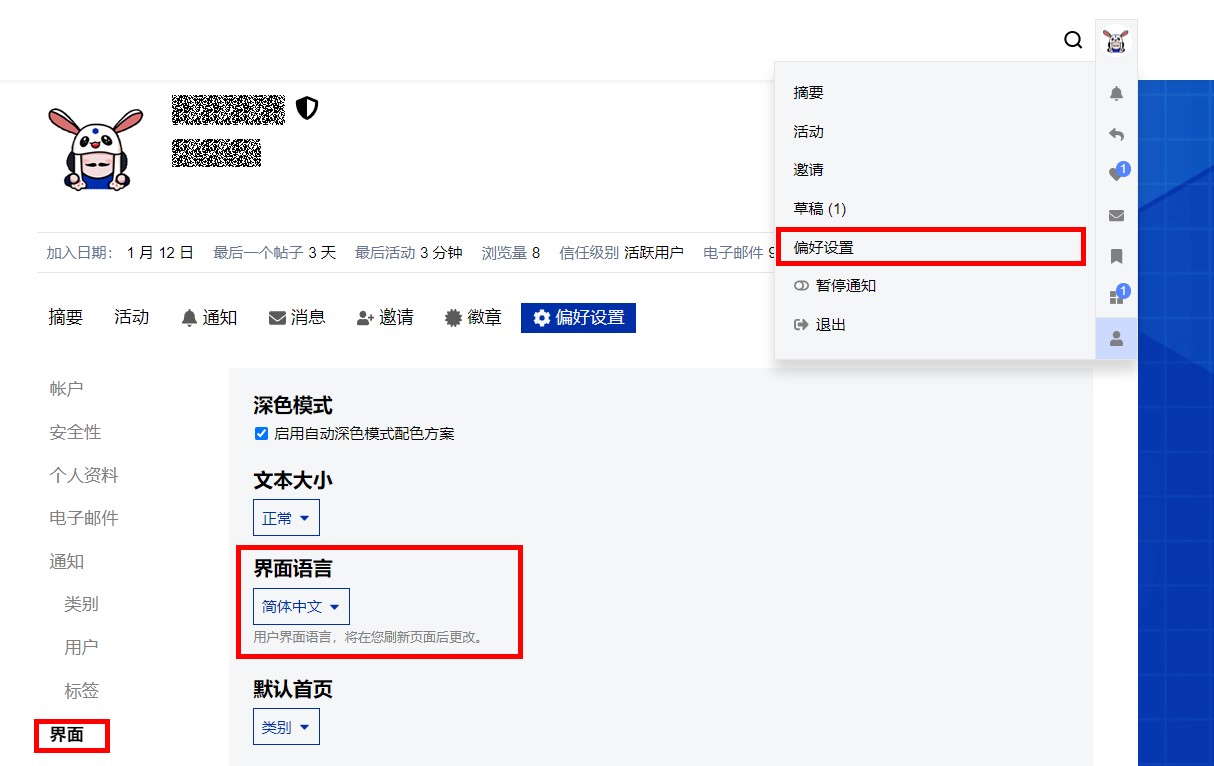 摘要
活动
邀请
草稿 (1)
偏好设置
暂停通知
退出
1
1
加入日期： 1 月 12 日 最后一个帖子 3 天 最后活动 3 分钟 浏览量 8 信任级别 活跃用户 电子邮件
摘要 活动 通知 消息 邀请 徽章 偏好设置
帐户
安全性
个人资料
电子邮件
通知
类别
用户
标签
界面
深色模式
启用自动深色模式配色方案
文本大小
正常
界面语言
简体中文
用户界面语言，将在您刷新页面后更改。
默认首页
类别